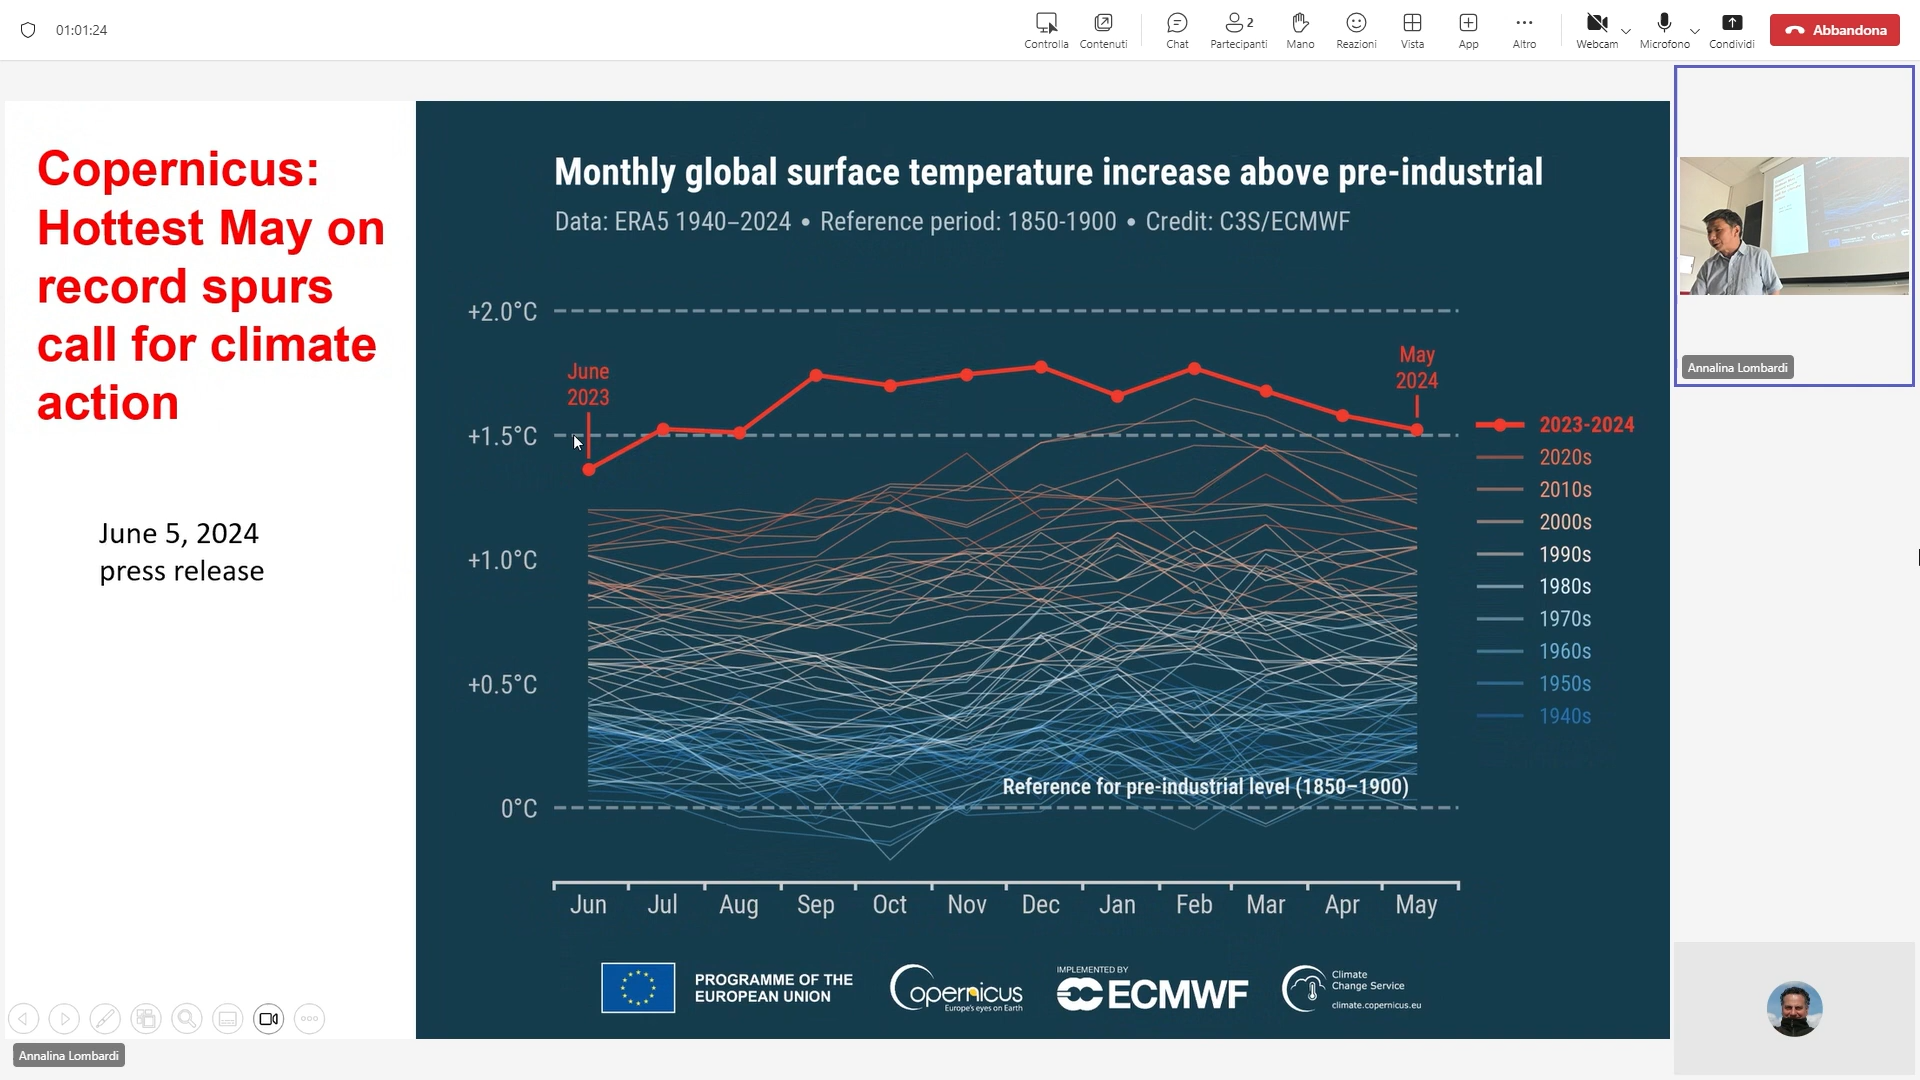 01:01:24
Controlla
Contenuti
Chat
2
Partecipanti
Mano
Reazioni
Vista
App
Altro
Webcam
Microfono
Condividi
Abbandona
Copernicus:
Hottest May on
record spurs
call for climate
action
June 5, 2024
press release
Monthly global surface temperature increase above pre-industrial
Data: ERA5 1940–2024 • Reference period: 1850-1900 • Credit: C3S/ECMWF
+2.0°C
+1.5°C
+1.0°C
+0.5°C
0°C
June
2023
May
2024
2023-2024
2020s
2010s
2000s
1990s
1980s
1970s
1960s
1950s
1940s
Reference for pre-industrial level (1850–1900)
Jun Jul Aug Sep Oct Nov Dec Jan Feb Mar Apr May
PROGRAMME OF THE
EUROPEAN UNION
opernicus
Europe's eyes on Earth
IMPLEMENTED BY
ECMWF
Climate
Change Service
climate.copernicus.eu
Annalina Lombardi
Annalina Lombardi